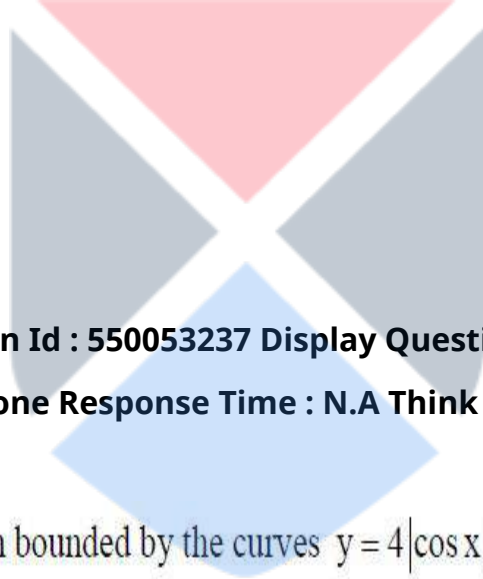 n Id : 550053237 Display Questi
one Response Time : N.A Think
n bounded by the curves y = 4|cos x